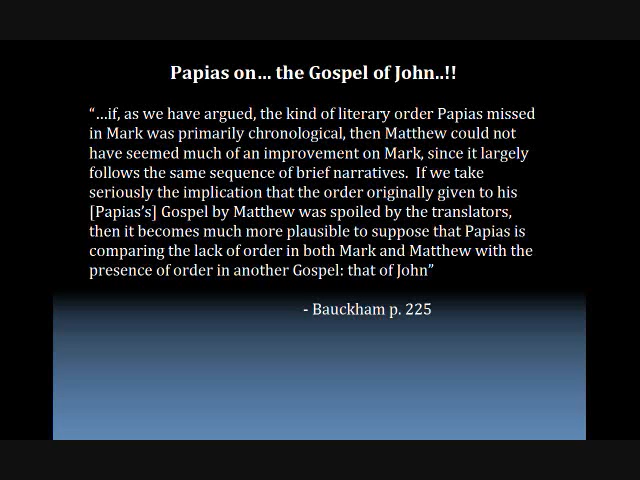 Papias on... the Gospel of John..!!
“...if, as we have argued, the kind of literary order Papias missed
in Mark was primarily chronological, then Matthew could not
have seemed much of an improvement on Mark, since it largely
follows the same sequence of brief narratives.  If we take
seriously the implication that the order originally given to his
[Papias’s] Gospel by Matthew was spoiled by the translators,
then it becomes much more plausible to suppose that Papias is
comparing the lack of order in both Mark and Matthew with the
presence of order in another Gospel: that of John”
- Bauckham p. 225